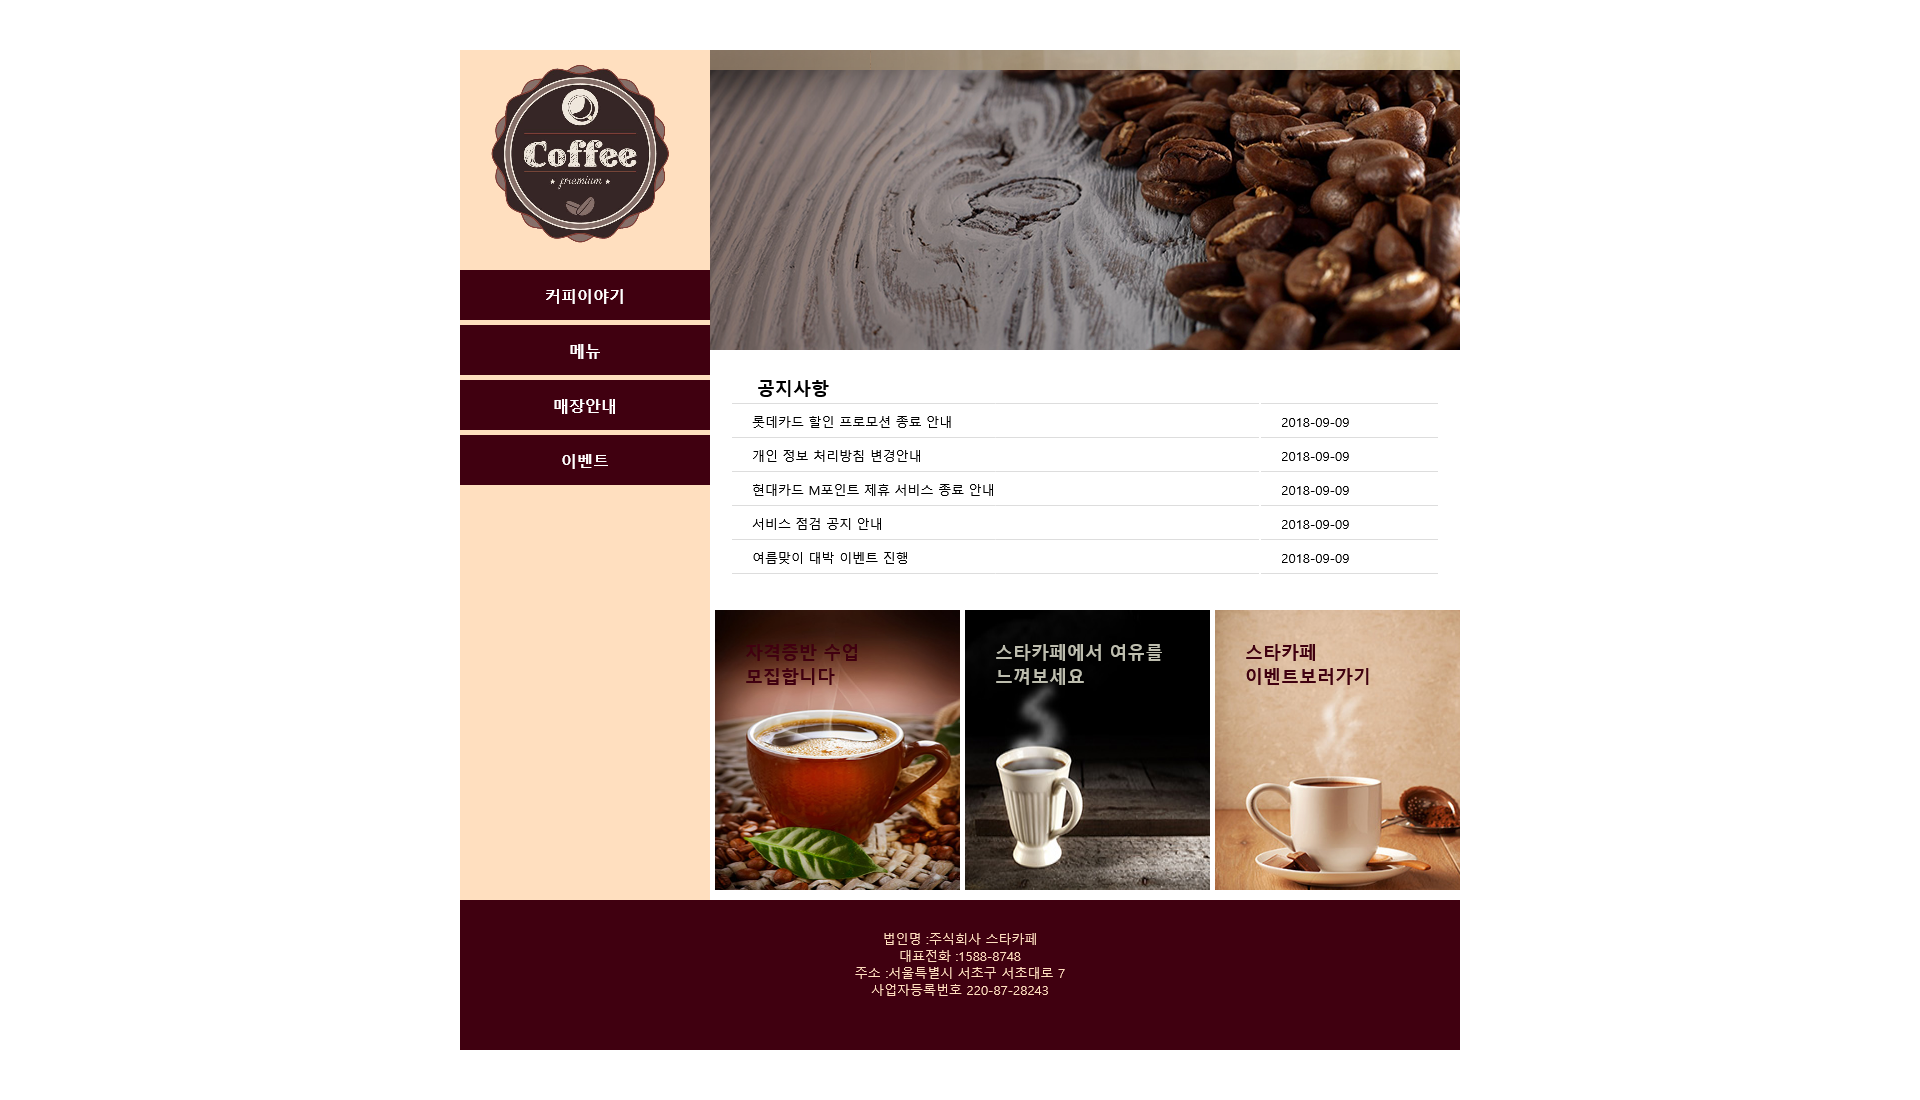 Coffee
premium
커피이야기
메뉴
매장안내
이벤트
공지사항
롯데카드 할인 프로모션 종료 안내 2018-09-09
개인 정보 처리방침 변경안내 2018-09-09
현대카드 M포인트 제휴 서비스 종료 안내 2018-09-09
서비스 점검 공지 안내 2018-09-09
여름맞이 대박 이벤트 진행 2018-09-09
자격증반 수업
모집합니다
스타카페에서 여유를
느껴보세요
스타카페
이벤트보러가기
법인명 :주식회사 스타카페
대표전화 :1588-8748
주소 :서울특별시 서초구 서초대로 7
사업자등록번호 220-87-28243